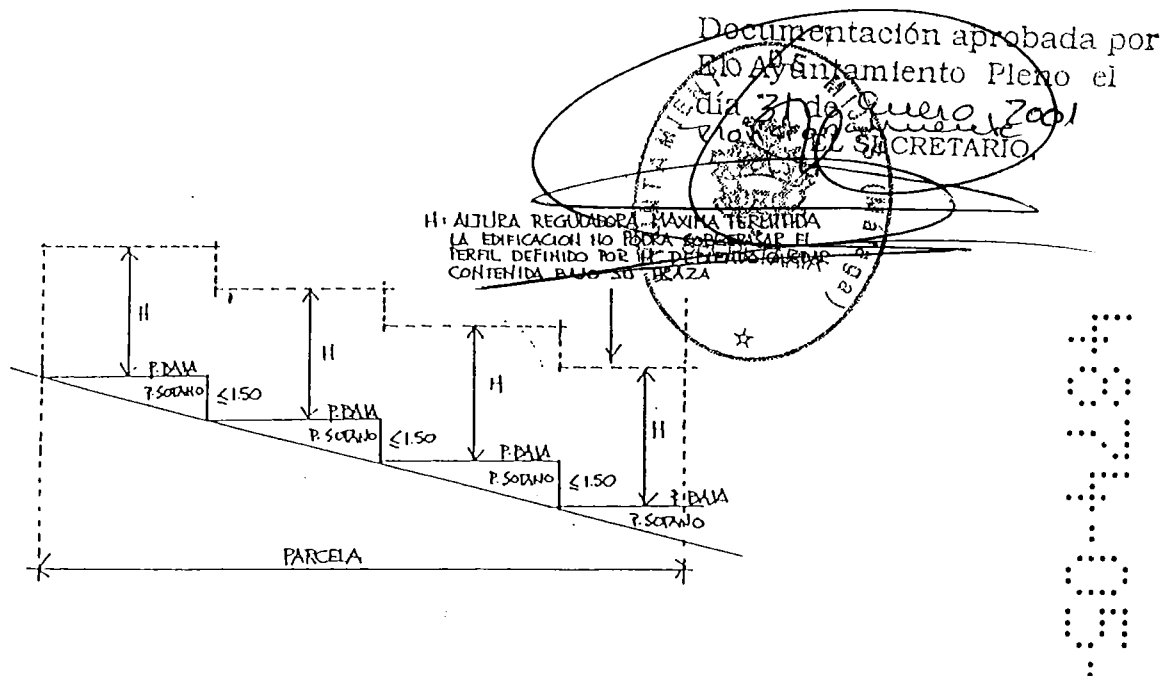 Documentación aprobada por
Ayuntamiento Pleno el
día 31 de Enero 2001
EL SECRETARIO,
H: ALTURA REGULADORA MAXIMA PERMITIDA
LA EDIFICACION NO PODRA SOBREPASAR EL
PERFIL DEFINIDO POR "H"
CONTENIDA BAJO SU TRAZA
H
H
H
H
P. BAJA
P. SOTANO
≤1.50
P. BAJA
P. SOTANO
≤1.50
P. BAJA
P. SOTANO
≤1.50
P. BAJA
P. SOTANO
PARCELA